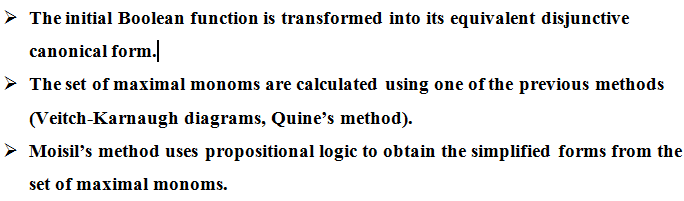 ➢ The initial Boolean function is transformed into its equivalent disjunctive
canonical form.
➢ The set of maximal monoms are calculated using one of the previous methods
(Veitch-Karnaugh diagrams, Quine's method).
➢ Moisil's method uses propositional logic to obtain the simplified forms from the
set of maximal monoms.